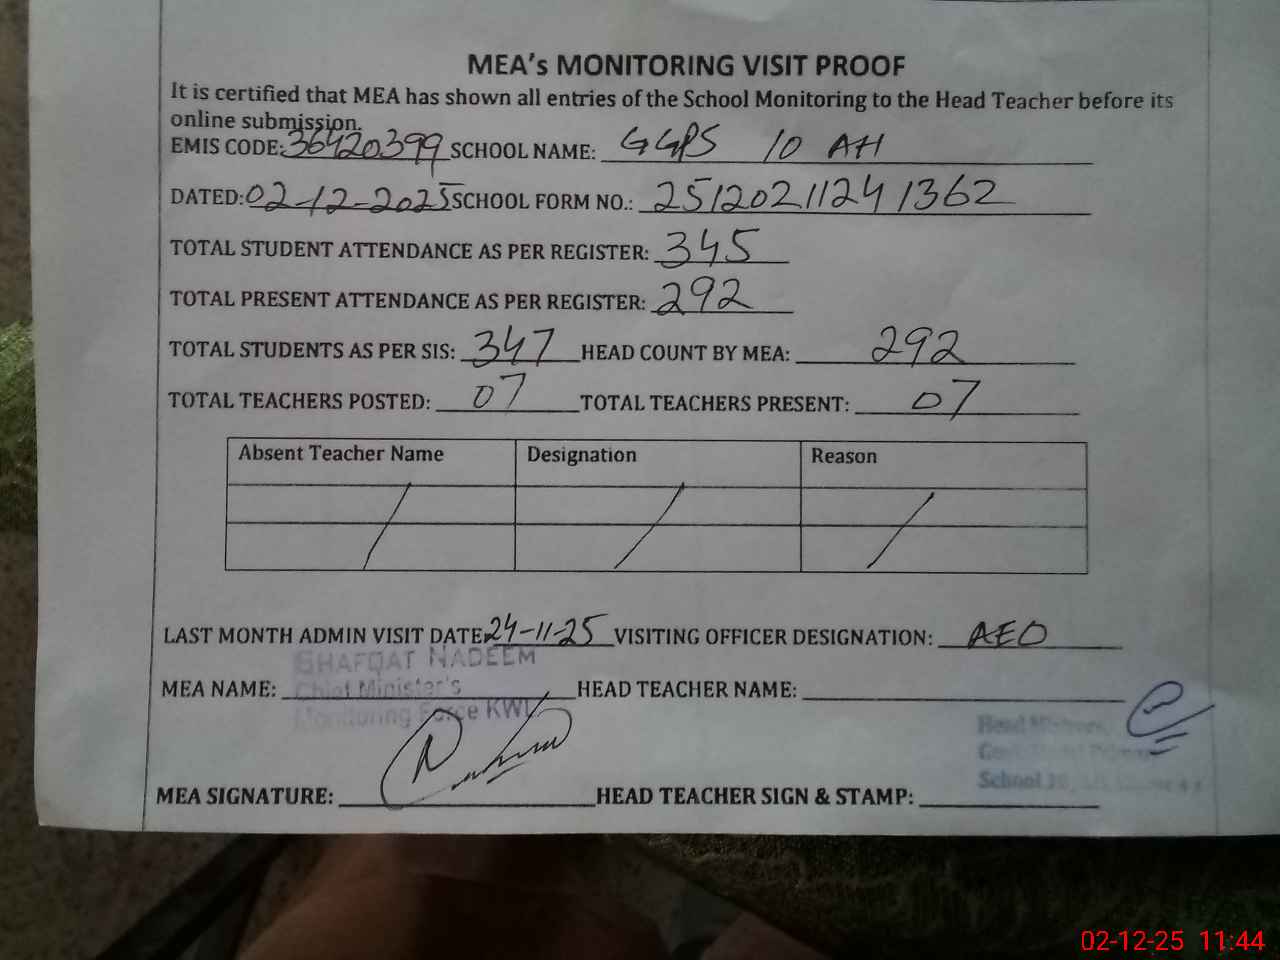 MEA's MONITORING VISIT PROOF
It is certified that MEA has shown all entries of the School Monitoring to the Head Teacher before its
online submission.
EMIS CODE: 36420399 SCHOOL NAME: GGPS 10 AH
DATED: 02-12-2025 SCHOOL FORM NO.: 2512021124 1362
TOTAL STUDENT ATTENDANCE AS PER REGISTER: 345
TOTAL PRESENT ATTENDANCE AS PER REGISTER: 292
TOTAL STUDENTS AS PER SIS: 347 HEAD COUNT BY MEA: 292
TOTAL TEACHERS POSTED: 07 TOTAL TEACHERS PRESENT: 07
Absent Teacher Name Designation Reason
LAST MONTH ADMIN VISIT DATE 24-11-25 VISITING OFFICER DESIGNATION: AEO
SHAFQAT NADEEM
MEA NAME: Chief Minister's HEAD TEACHER NAME:
Monitoring Force KWL
Head
School
MEA SIGNATURE: HEAD TEACHER SIGN & STAMP:
02-12-25 11:44